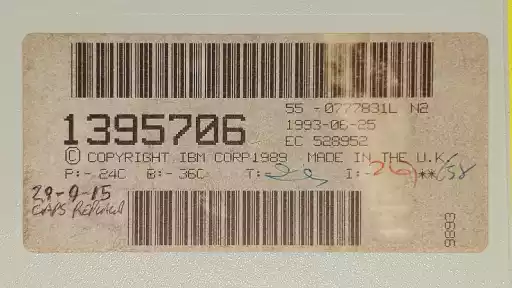 55 -0777831L N2
1395706
1993-06-25
EC 528952
© COPYRIGHT IBM CORP1989 MADE IN THE U.K.
P:- 24C B:- 36C T:- I:- 26 **
29-9-15
CAPS REPLACED
9893